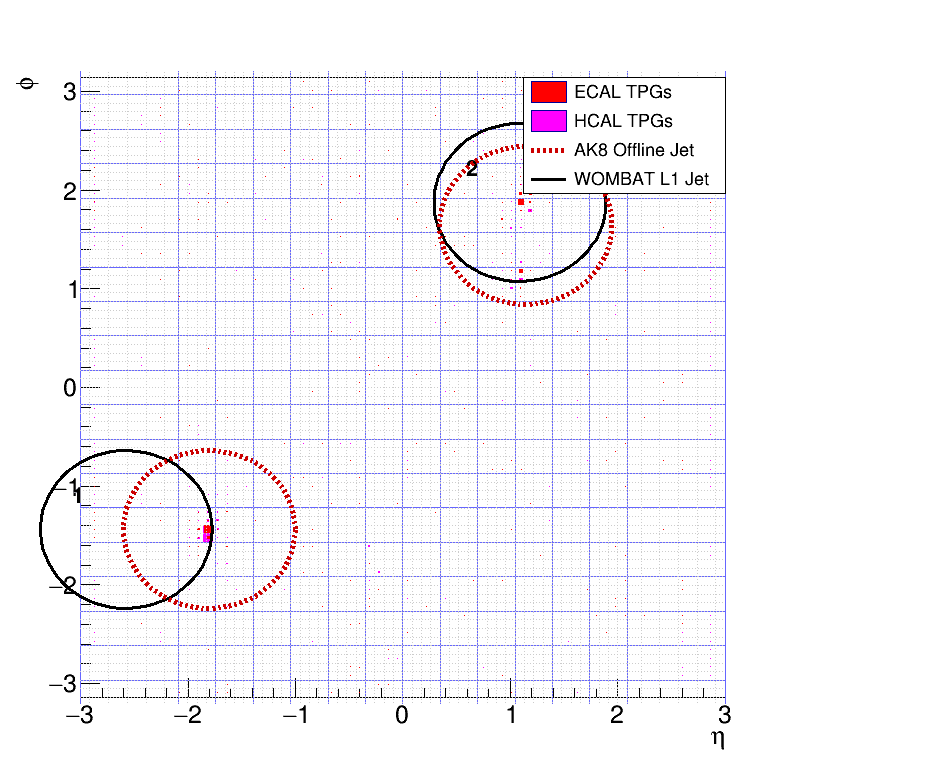 φ
3
2
1
0
−1
−2
−3
ECAL TPGs
HCAL TPGs
AK8 Offline Jet
WOMBAT L1 Jet
2
1
−3 −2 −1 0 1 2 3
η